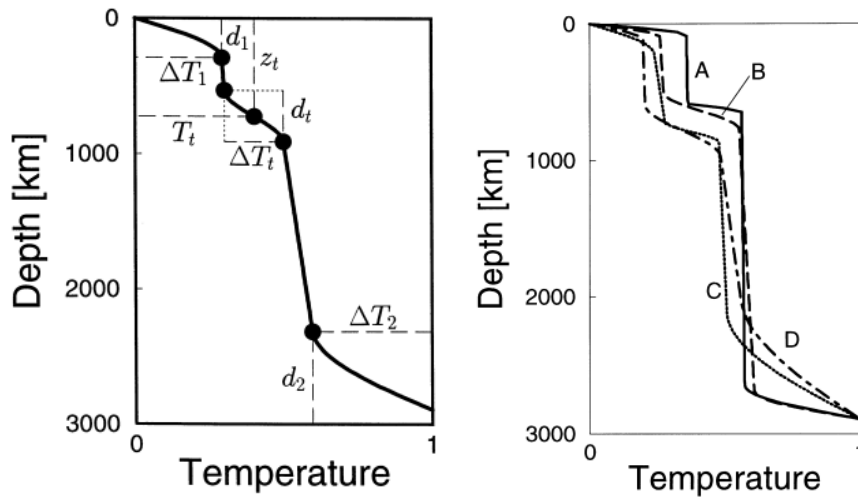 0
1000
2000
3000
Depth [km]
d₁
z_t
ΔT₁
d_t
T_t
ΔT_t
ΔT₂
d₂
0
1
Temperature
0
1000
2000
3000
Depth [km]
A
B
C
D
0
Temperature